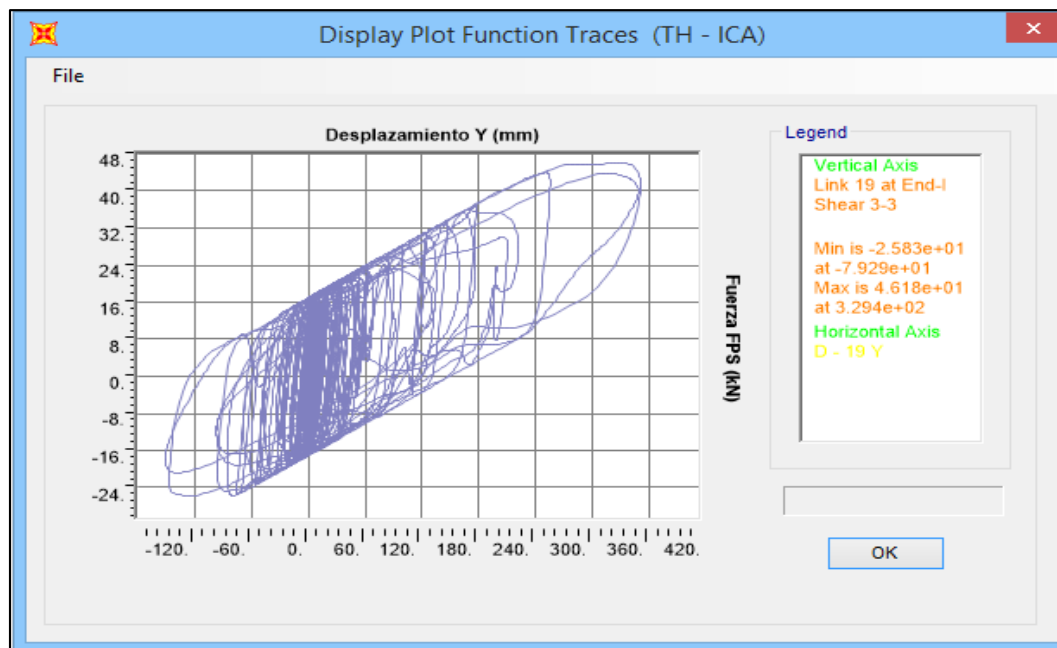 Display Plot Function Traces (TH - ICA)
×
File
Desplazamiento Y (mm)
48.
40.
32.
24.
16.
8.
0.
-8.
-16.
-24.
-120. -60. 0. 60. 120. 180. 240. 300. 360. 420.
Fuerza FPS (kN)
Legend
Vertical Axis
Link 19 at End-I
Shear 3-3
Min is -2.583e+01
at -7.929e+01
Max is 4.618e+01
at 3.294e+02
Horizontal Axis
D - 19 Y
OK